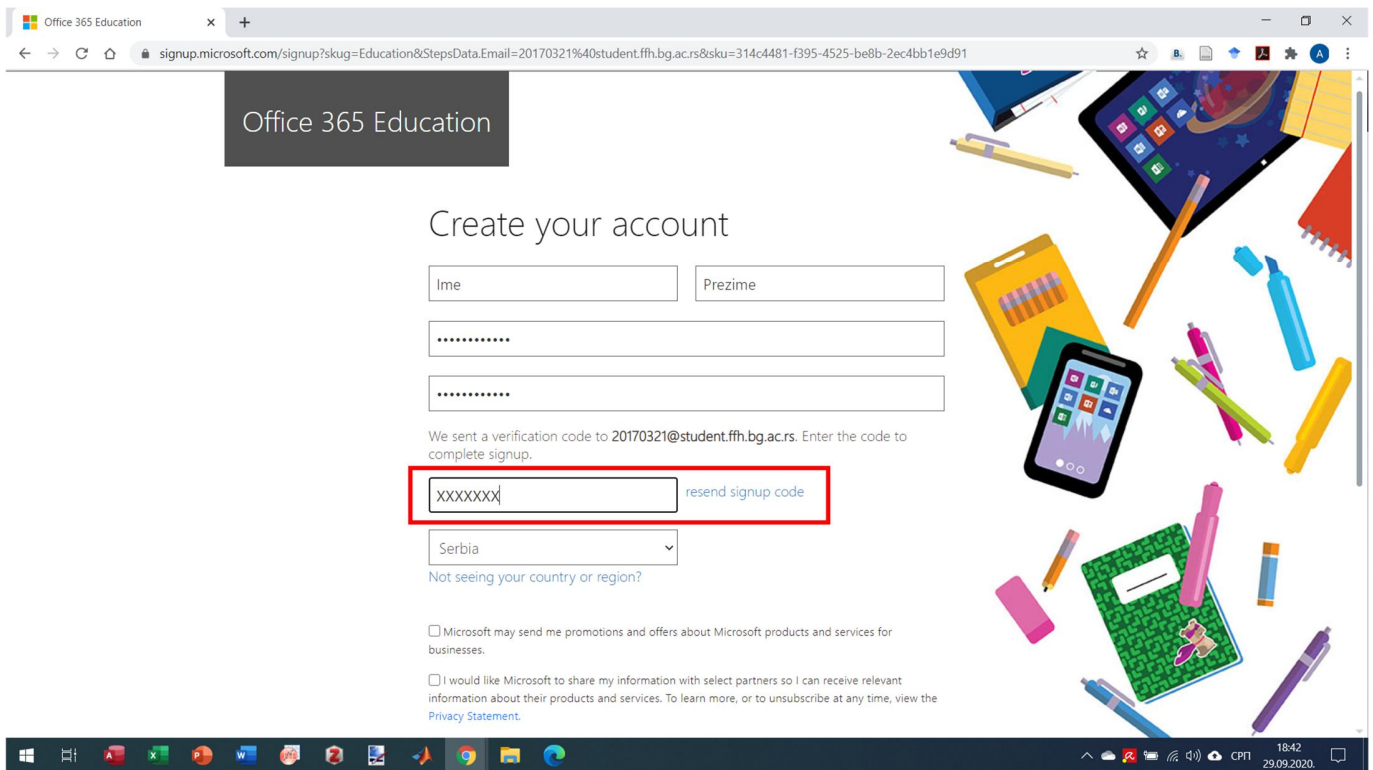 Office 365 Education
signup.microsoft.com/signup?skug=Education&StepsData.Email=20170321%40student.ffh.bg.ac.rs&sku=314c4481-f395-4525-be8b-2ec4bb1e9d91
Office 365 Education
Create your account
Ime Prezime
••••••••••••
••••••••••••
We sent a verification code to 20170321@student.ffh.bg.ac.rs. Enter the code to
complete signup.
XXXXXXX resend signup code
Serbia
Not seeing your country or region?
Microsoft may send me promotions and offers about Microsoft products and services for
businesses.
I would like Microsoft to share my information with select partners so I can receive relevant
information about their products and services. To learn more, or to unsubscribe at any time, view the
Privacy Statement.
СРП 18:42
29.09.2020.